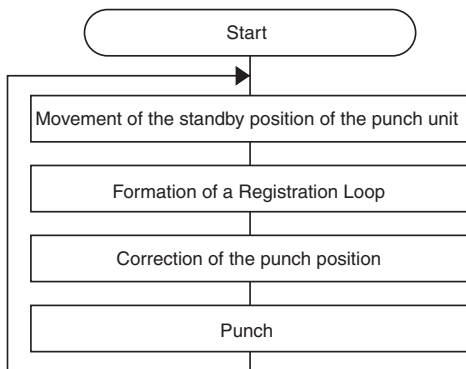 Start
Movement of the standby position of the punch unit
Formation of a Registration Loop
Correction of the punch position
Punch